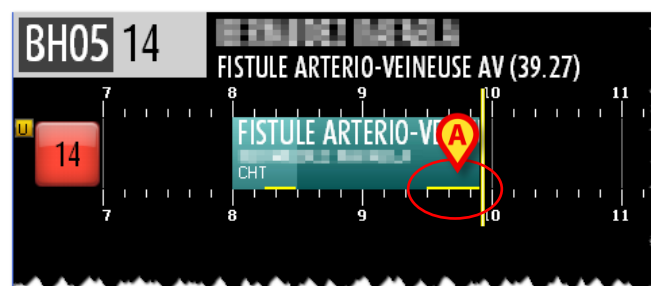 BH05 14
FISTULE ARTERIO-VEINEUSE AV (39.27)
7 8 9 10 11
U
14
FISTULE ARTERIO-VE
A
CHT
7 8 9 10 11